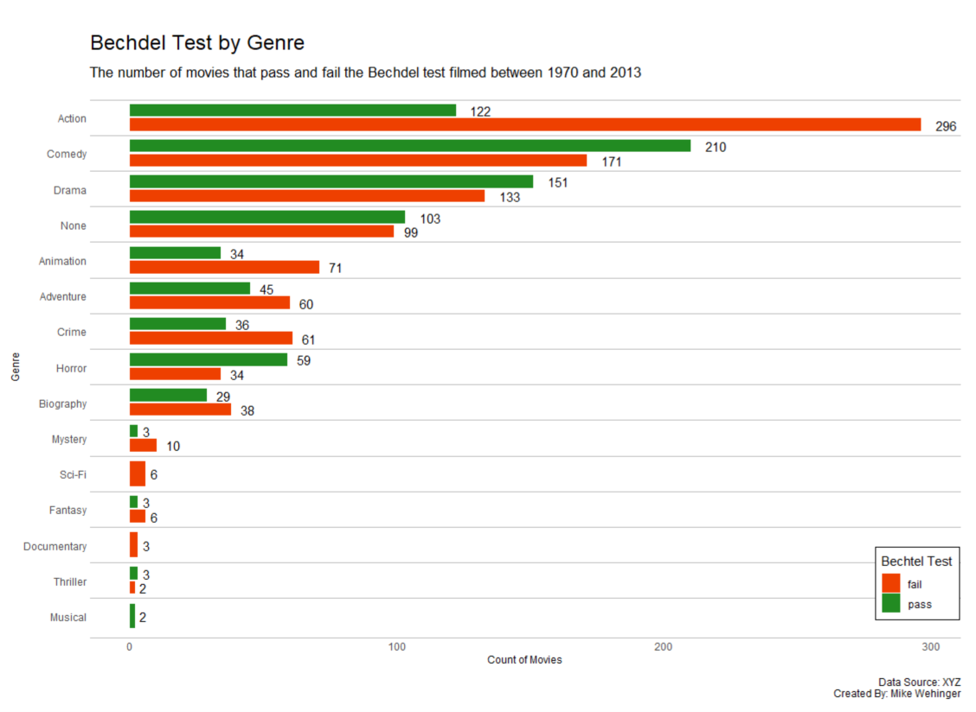 Bechdel Test by Genre
The number of movies that pass and fail the Bechdel test filmed between 1970 and 2013
Action
122
296
Comedy
210
171
Drama
151
133
None
103
99
Animation
34
71
Adventure
45
60
Crime
36
61
Horror
59
34
Biography
29
38
Mystery
3
10
Sci-Fi
6
Fantasy
3
6
Documentary
3
Thriller
3
2
Musical
2
Genre
Bechtel Test
fail
pass
0 100 200 300
Count of Movies
Data Source: XYZ
Created By: Mike Wehinger